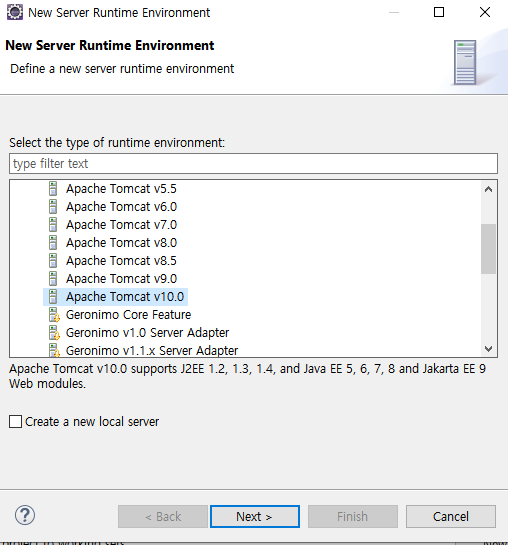 New Server Runtime Environment
New Server Runtime Environment
Define a new server runtime environment
Select the type of runtime environment:
type filter text
Apache Tomcat v5.5
Apache Tomcat v6.0
Apache Tomcat v7.0
Apache Tomcat v8.0
Apache Tomcat v8.5
Apache Tomcat v9.0
Apache Tomcat v10.0
Geronimo Core Feature
Geronimo v1.0 Server Adapter
Geronimo v1.1.x Server Adapter
Apache Tomcat v10.0 supports J2EE 1.2, 1.3, 1.4, and Java EE 5, 6, 7, 8 and Jakarta EE 9
Web modules.
Create a new local server
? < Back Next > Finish Cancel